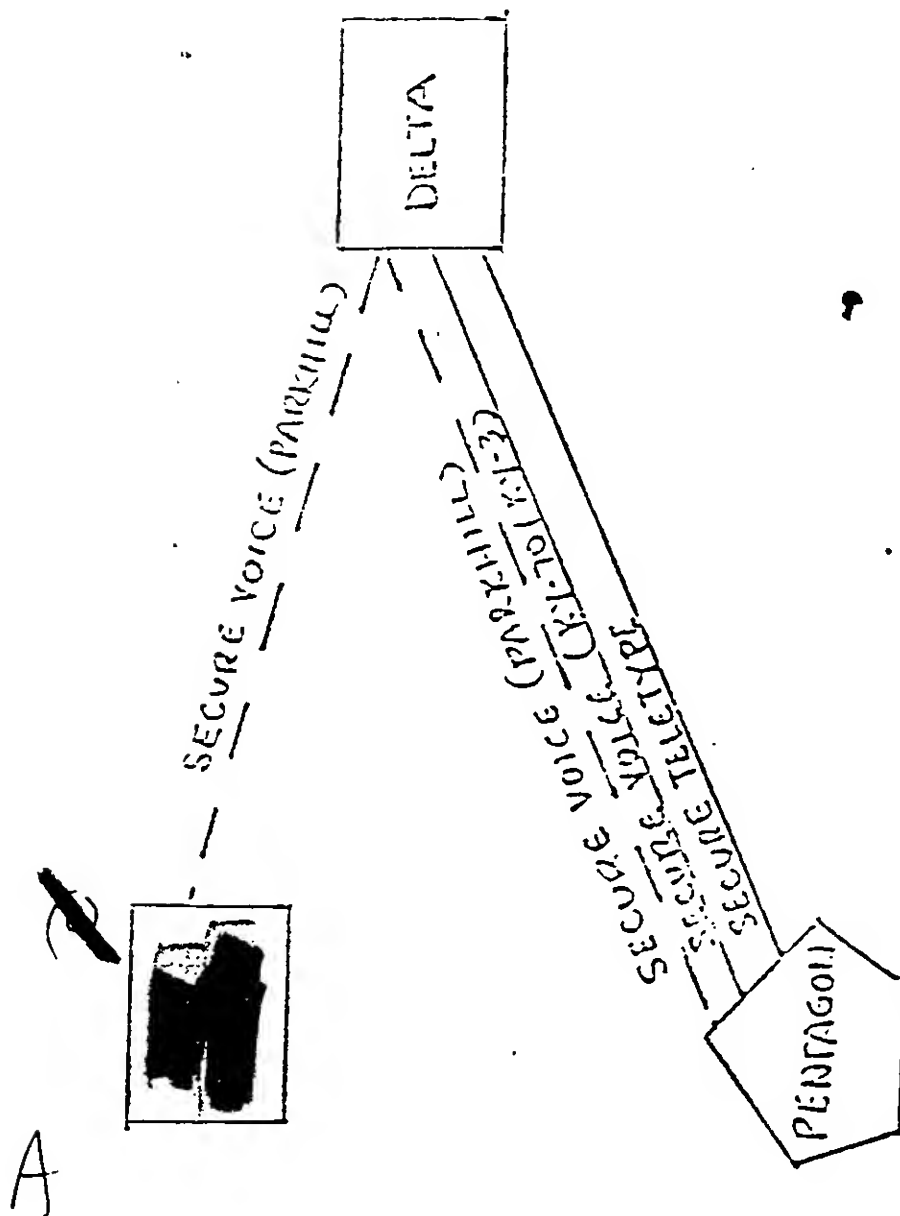 DELTA
SECURE VOICE (PARKHILL)
SECURE VOICE (PARKHILL)
SECURE VOICE (KY-70/KY-3)
SECURE TELETYPE
PENTAGON
A